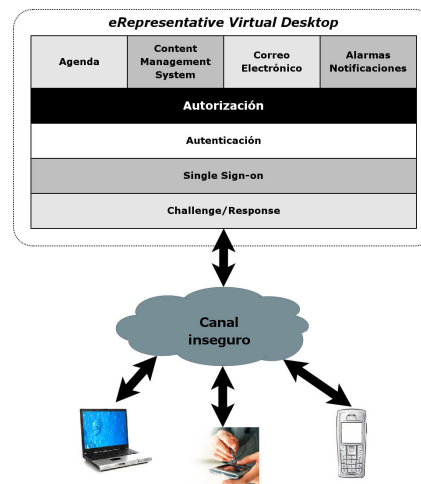 eRepresentative Virtual Desktop
Agenda
Content
Management
System
Correo
Electrónico
Alarmas
Notificaciones
Autorización
Autenticación
Single Sign-on
Challenge/Response
Canal
inseguro